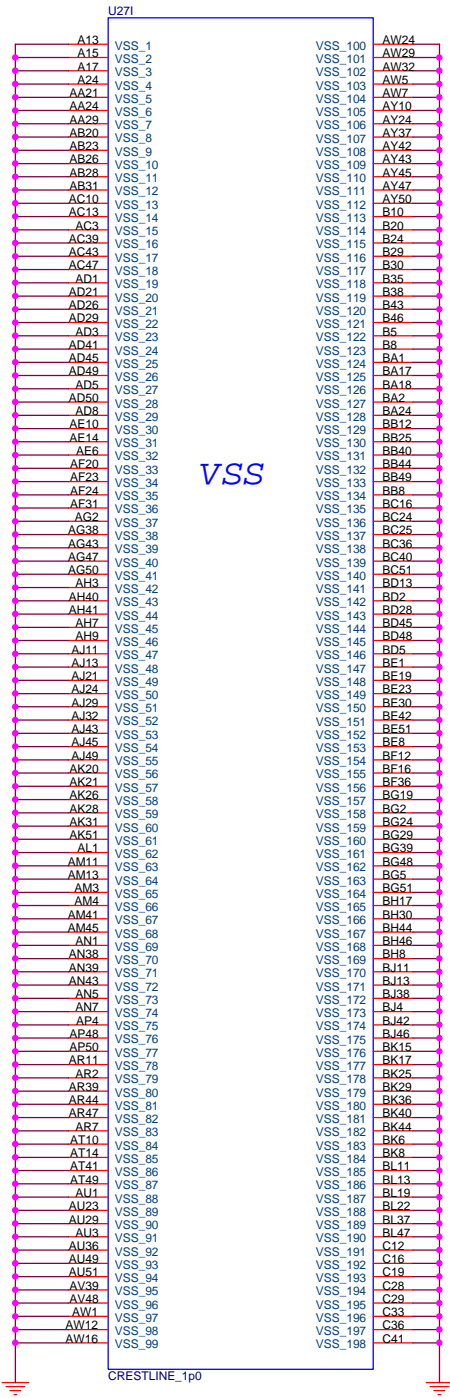 U27I
A13 VSS_1 VSS_100 AW24
A15 VSS_2 VSS_101 AW29
A17 VSS_3 VSS_102 AW32
A24 VSS_4 VSS_103 AW5
AA21 VSS_5 VSS_104 AW7
AA24 VSS_6 VSS_105 AY10
AA29 VSS_7 VSS_106 AY24
AB20 VSS_8 VSS_107 AY37
AB23 VSS_9 VSS_108 AY42
AB26 VSS_10 VSS_109 AY43
AB28 VSS_11 VSS_110 AY45
AB31 VSS_12 VSS_111 AY47
AC10 VSS_13 VSS_112 AY50
AC13 VSS_14 VSS_113 B10
AC3 VSS_15 VSS_114 B20
AC39 VSS_16 VSS_115 B24
AC43 VSS_17 VSS_116 B29
AC47 VSS_18 VSS_117 B30
AD1 VSS_19 VSS_118 B35
AD21 VSS_20 VSS_119 B38
AD26 VSS_21 VSS_120 B43
AD29 VSS_22 VSS_121 B46
AD3 VSS_23 VSS_122 B5
AD41 VSS_24 VSS_123 B8
AD45 VSS_25 VSS_124 BA1
AD49 VSS_26 VSS_125 BA17
AD5 VSS_27 VSS_126 BA18
AD50 VSS_28 VSS_127 BA2
AD8 VSS_29 VSS_128 BA24
AE10 VSS_30 VSS_129 BB12
AE14 VSS_31 VSS_130 BB25
AE6 VSS_32 VSS_131 BB40
AF20 VSS_33 VSS_132 BB44
AF23 VSS_34 VSS_133 BB49
VSS
AF24 VSS_35 VSS_134 BB8
AF31 VSS_36 VSS_135 BC16
AG2 VSS_37 VSS_136 BC24
AG38 VSS_38 VSS_137 BC25
AG43 VSS_39 VSS_138 BC36
AG47 VSS_40 VSS_139 BC40
AG50 VSS_41 VSS_140 BC51
AH3 VSS_42 VSS_141 BD13
AH40 VSS_43 VSS_142 BD2
AH41 VSS_44 VSS_143 BD28
AH7 VSS_45 VSS_144 BD45
AH9 VSS_46 VSS_145 BD48
AJ11 VSS_47 VSS_146 BD5
AJ13 VSS_48 VSS_147 BE1
AJ21 VSS_49 VSS_148 BE19
AJ24 VSS_50 VSS_149 BE23
AJ29 VSS_51 VSS_150 BE30
AJ32 VSS_52 VSS_151 BE42
AJ43 VSS_53 VSS_152 BE51
AJ45 VSS_54 VSS_153 BE8
AJ49 VSS_55 VSS_154 BF12
AK20 VSS_56 VSS_155 BF16
AK21 VSS_57 VSS_156 BF36
AK26 VSS_58 VSS_157 BG19
AK28 VSS_59 VSS_158 BG2
AK31 VSS_60 VSS_159 BG24
AK51 VSS_61 VSS_160 BG29
AL1 VSS_62 VSS_161 BG39
AM11 VSS_63 VSS_162 BG48
AM13 VSS_64 VSS_163 BG5
AM3 VSS_65 VSS_164 BG51
AM4 VSS_66 VSS_165 BH17
AM41 VSS_67 VSS_166 BH30
AM45 VSS_68 VSS_167 BH44
AN1 VSS_69 VSS_168 BH46
AN38 VSS_70 VSS_169 BH8
AN39 VSS_71 VSS_170 BJ11
AN43 VSS_72 VSS_171 BJ13
AN5 VSS_73 VSS_172 BJ38
AN7 VSS_74 VSS_173 BJ4
AP4 VSS_75 VSS_174 BJ42
AP48 VSS_76 VSS_175 BJ46
AP50 VSS_77 VSS_176 BK15
AR11 VSS_78 VSS_177 BK17
AR2 VSS_79 VSS_178 BK25
AR39 VSS_80 VSS_179 BK29
AR44 VSS_81 VSS_180 BK36
AR47 VSS_82 VSS_181 BK40
AR7 VSS_83 VSS_182 BK44
AT10 VSS_84 VSS_183 BK6
AT14 VSS_85 VSS_184 BK8
AT41 VSS_86 VSS_185 BL11
AT49 VSS_87 VSS_186 BL13
AU1 VSS_88 VSS_187 BL19
AU23 VSS_89 VSS_188 BL22
AU29 VSS_90 VSS_189 BL37
AU3 VSS_91 VSS_190 BL47
AU36 VSS_92 VSS_191 C12
AU49 VSS_93 VSS_192 C16
AU51 VSS_94 VSS_193 C19
AV39 VSS_95 VSS_194 C28
AV48 VSS_96 VSS_195 C29
AW1 VSS_97 VSS_196 C33
AW12 VSS_98 VSS_197 C36
AW16 VSS_99 VSS_198 C41
CRESTLINE_1p0